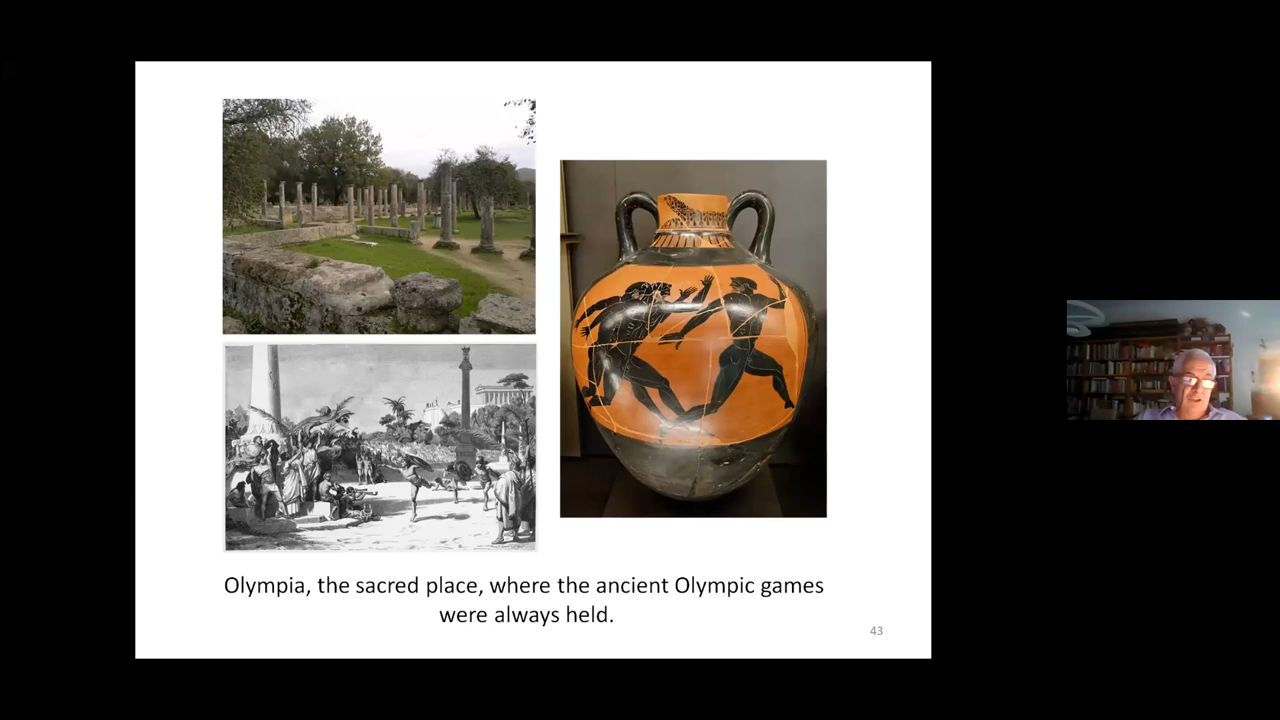 Olympia, the sacred place, where the ancient Olympic games
were always held.
43